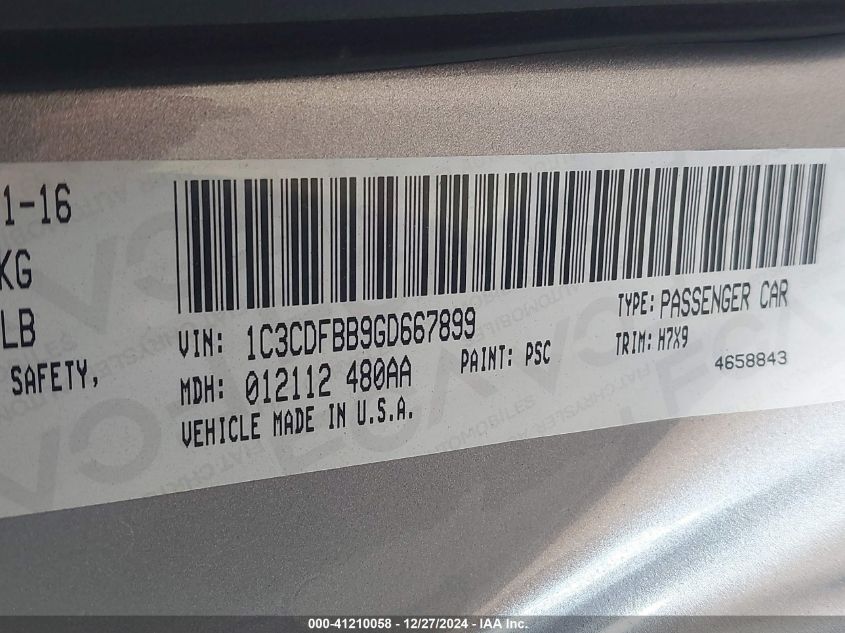 1-16
KG
LB
SAFETY,
VIN: 1C3CDFBB9GD667899
TYPE: PASSENGER CAR
MDH: 012112 480AA
PAINT: PSC
TRIM: H7X9
4658843
VEHICLE MADE IN U.S.A.
000-41210058 - 12/27/2024 - IAA Inc.